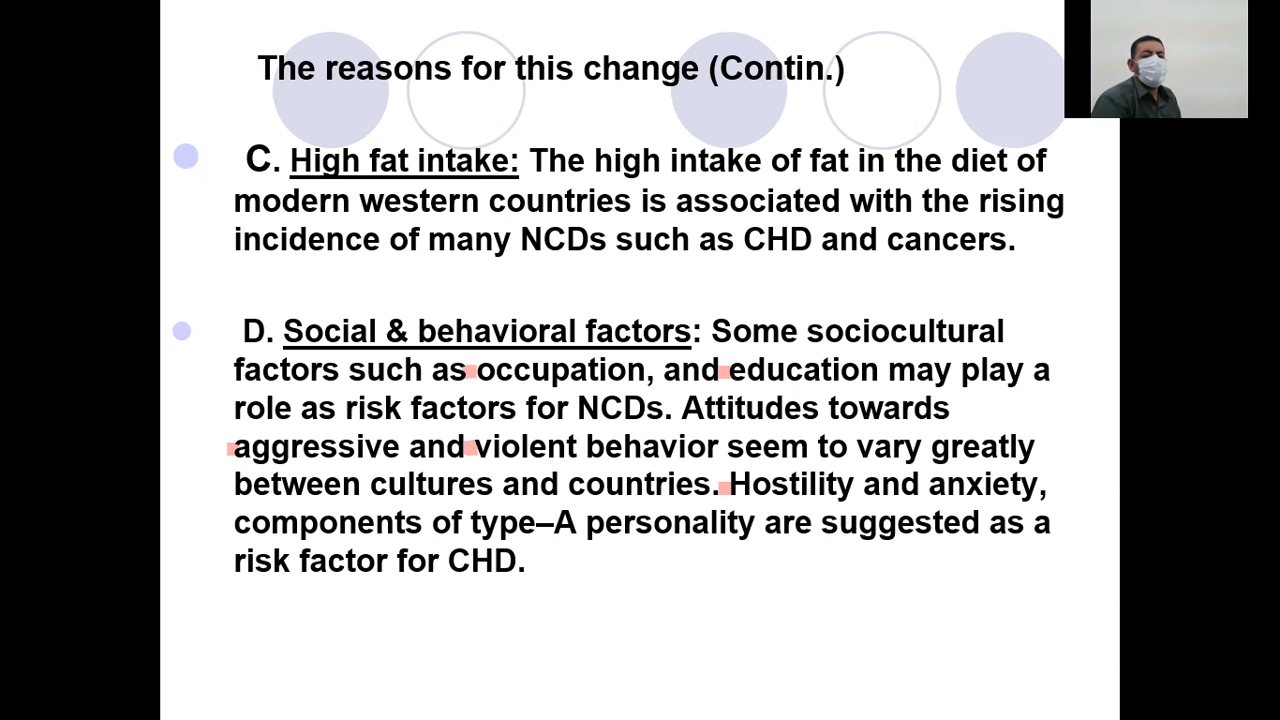 The reasons for this change (Contin.)
C. High fat intake: The high intake of fat in the diet of
modern western countries is associated with the rising
incidence of many NCDs such as CHD and cancers.
D. Social & behavioral factors: Some sociocultural
factors such as occupation, and education may play a
role as risk factors for NCDs. Attitudes towards
aggressive and violent behavior seem to vary greatly
between cultures and countries. Hostility and anxiety,
components of type–A personality are suggested as a
risk factor for CHD.